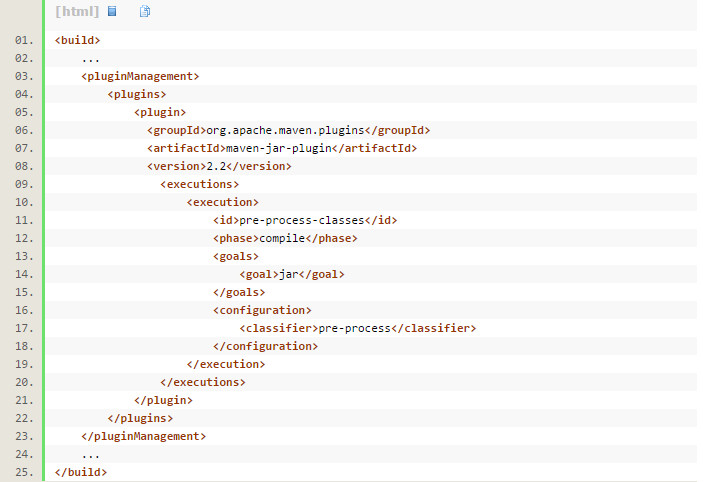 [html]
01. <build>
02.     ...
03.     <pluginManagement>
04.         <plugins>
05.             <plugin>
06.               <groupId>org.apache.maven.plugins</groupId>
07.               <artifactId>maven-jar-plugin</artifactId>
08.               <version>2.2</version>
09.                 <executions>
10.                     <execution>
11.                         <id>pre-process-classes</id>
12.                         <phase>compile</phase>
13.                         <goals>
14.                             <goal>jar</goal>
15.                         </goals>
16.                         <configuration>
17.                             <classifier>pre-process</classifier>
18.                         </configuration>
19.                     </execution>
20.                 </executions>
21.             </plugin>
22.         </plugins>
23.     </pluginManagement>
24.     ...
25. </build>